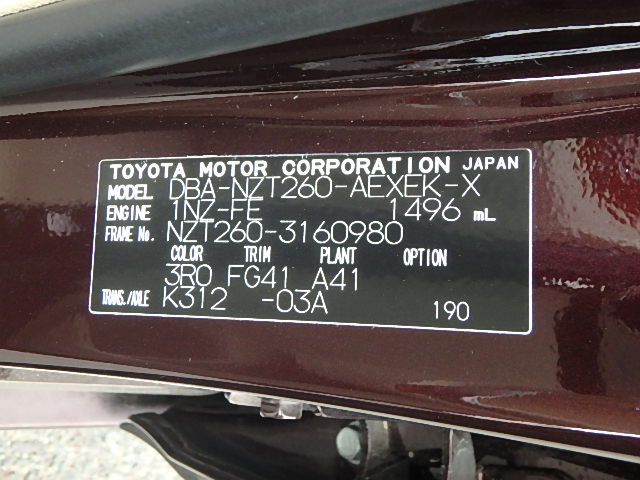 TOYOTA MOTOR CORPORATION JAPAN
MODEL DBA-NZT260-AEXEK-X
ENGINE 1NZ-FE 1496 mL
FRAME No. NZT260-3160980
COLOR TRIM PLANT OPTION
3R0 FG41 A41
TRANS./AXLE K312 -03A 190